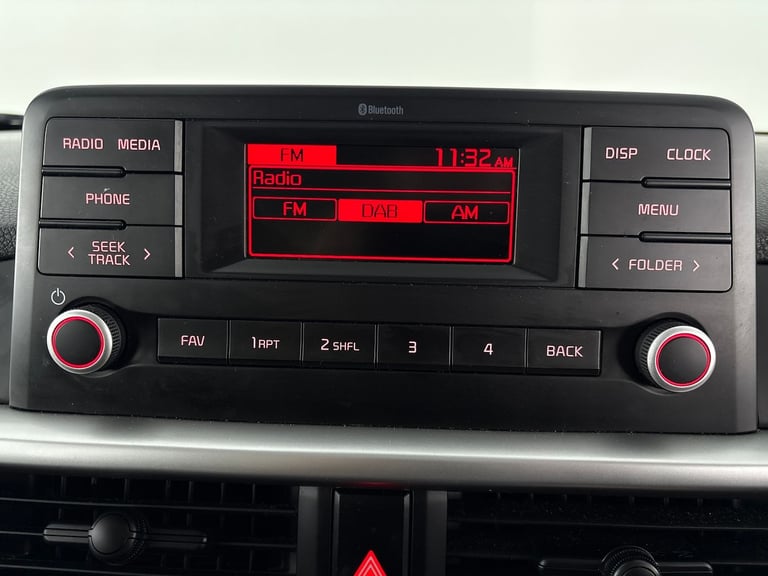 Bluetooth
RADIO MEDIA
PHONE
< SEEK TRACK >
FM 11:32 AM
Radio
FM DAB AM
DISP CLOCK
MENU
< FOLDER >
FAV 1 RPT 2 SHFL 3 4 BACK